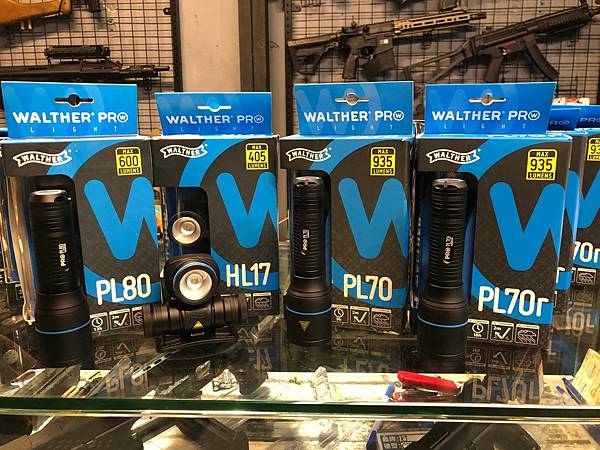 WALTHER PRO
LIGHT
WALTHER
MAX
600
LUMENS
PL80
WALTHER PRO
LIGHT
WALTHER
MAX
405
LUMENS
HL17
WALTHER PRO
LIGHT
WALTHER
MAX
935
LUMENS
PL70
WALTHER PRO
LIGHT
WALTHER
MAX
935
LUMENS
PL70r